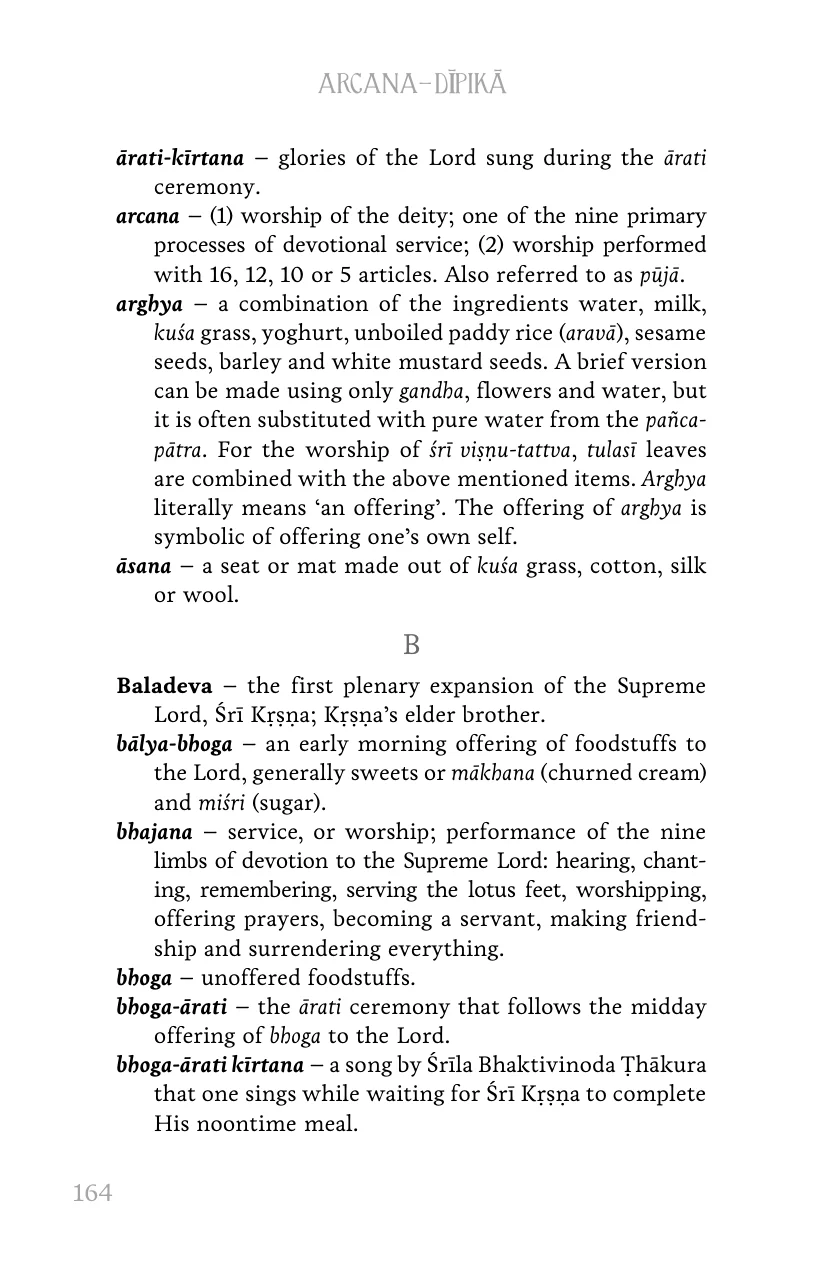 ARCANA–DĪPIKĀ
ārati-kīrtana – glories of the Lord sung during the ārati
ceremony.
arcana – (1) worship of the deity; one of the nine primary
processes of devotional service; (2) worship performed
with 16, 12, 10 or 5 articles. Also referred to as pūjā.
arghya – a combination of the ingredients water, milk,
kuśa grass, yoghurt, unboiled paddy rice (aravā), sesame
seeds, barley and white mustard seeds. A brief version
can be made using only gandha, flowers and water, but
it is often substituted with pure water from the pañca-
pātra. For the worship of śrī viṣṇu-tattva, tulasī leaves
are combined with the above mentioned items. Arghya
literally means ‘an offering’. The offering of arghya is
symbolic of offering one’s own self.
āsana – a seat or mat made out of kuśa grass, cotton, silk
or wool.
B
Baladeva – the first plenary expansion of the Supreme
Lord, Śrī Kṛṣṇa; Kṛṣṇa’s elder brother.
bālya-bhoga – an early morning offering of foodstuffs to
the Lord, generally sweets or mākhana (churned cream)
and miśri (sugar).
bhajana – service, or worship; performance of the nine
limbs of devotion to the Supreme Lord: hearing, chant-
ing, remembering, serving the lotus feet, worshipping,
offering prayers, becoming a servant, making friend-
ship and surrendering everything.
bhoga – unoffered foodstuffs.
bhoga-ārati – the ārati ceremony that follows the midday
offering of bhoga to the Lord.
bhoga-ārati kīrtana – a song by Śrīla Bhaktivinoda Ṭhākura
that one sings while waiting for Śrī Kṛṣṇa to complete
His noontime meal.
164